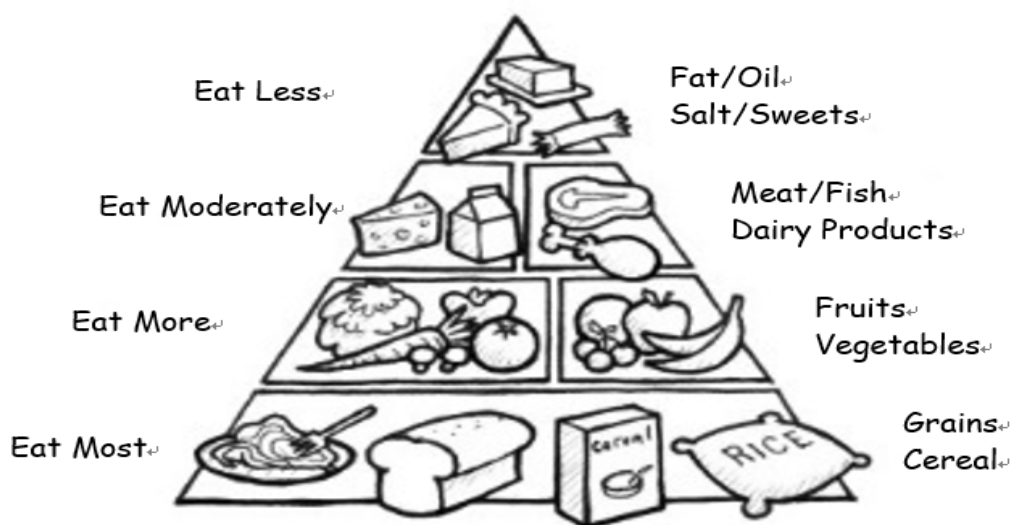 Eat Less
Fat/Oil
Salt/Sweets
Eat Moderately
Meat/Fish
Dairy Products
Eat More
Fruits
Vegetables
Eat Most
Grains
Cereal
cereal
RICE